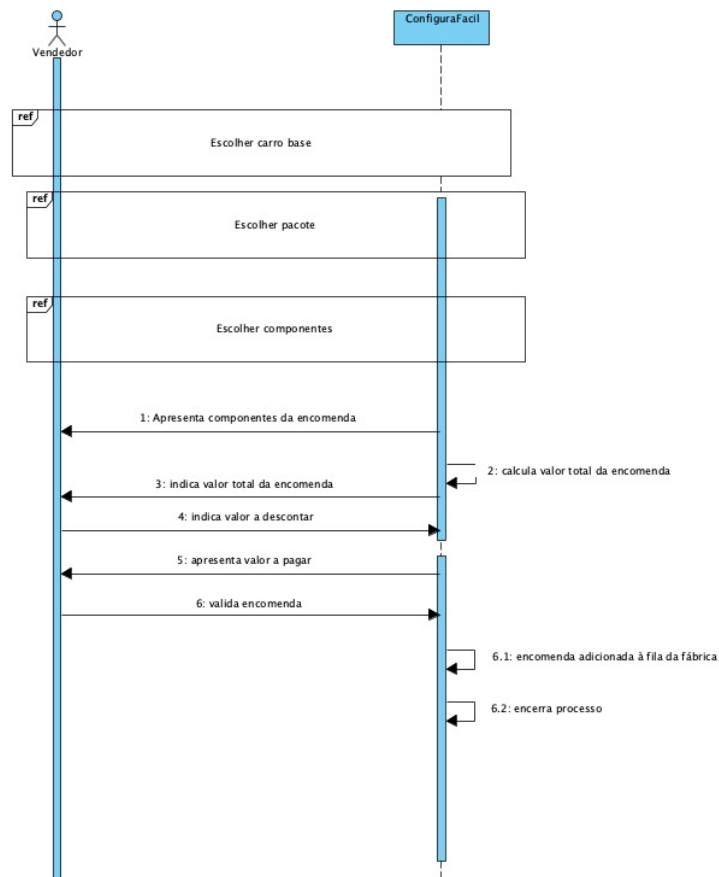 ConfiguraFacil
Vendedor
ref
Escolher carro base
ref
Escolher pacote
ref
Escolher componentes
1: Apresenta componentes da encomenda
2: calcula valor total da encomenda
3: indica valor total da encomenda
4: indica valor a descontar
5: apresenta valor a pagar
6: valida encomenda
6.1: encomenda adicionada à fila da fábrica
6.2: encerra processo